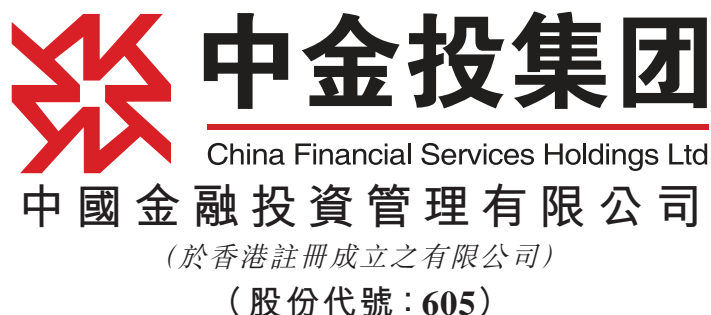 中金投集团
China Financial Services Holdings Ltd
中國金融投資管理有限公司
(於香港註冊成立之有限公司)
(股份代號：605)